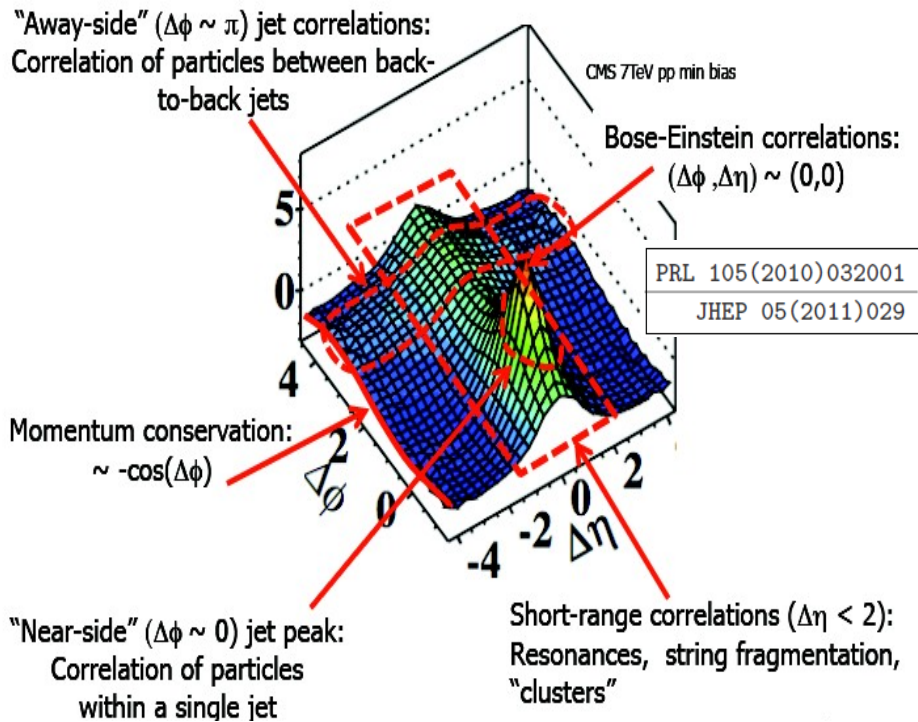 “Away-side” (Δϕ ~ π) jet correlations:
Correlation of particles between back-
to-back jets
CMS 7TeV pp min bias
Bose-Einstein correlations:
(Δϕ ,Δη) ~ (0,0)
PRL 105(2010)032001
JHEP 05(2011)029
5
0
4
2
0
Δϕ
-4
-2
0
2
Δη
Momentum conservation:
~ -cos(Δϕ)
“Near-side” (Δϕ ~ 0) jet peak:
Correlation of particles
within a single jet
Short-range correlations (Δη < 2):
Resonances, string fragmentation,
“clusters”